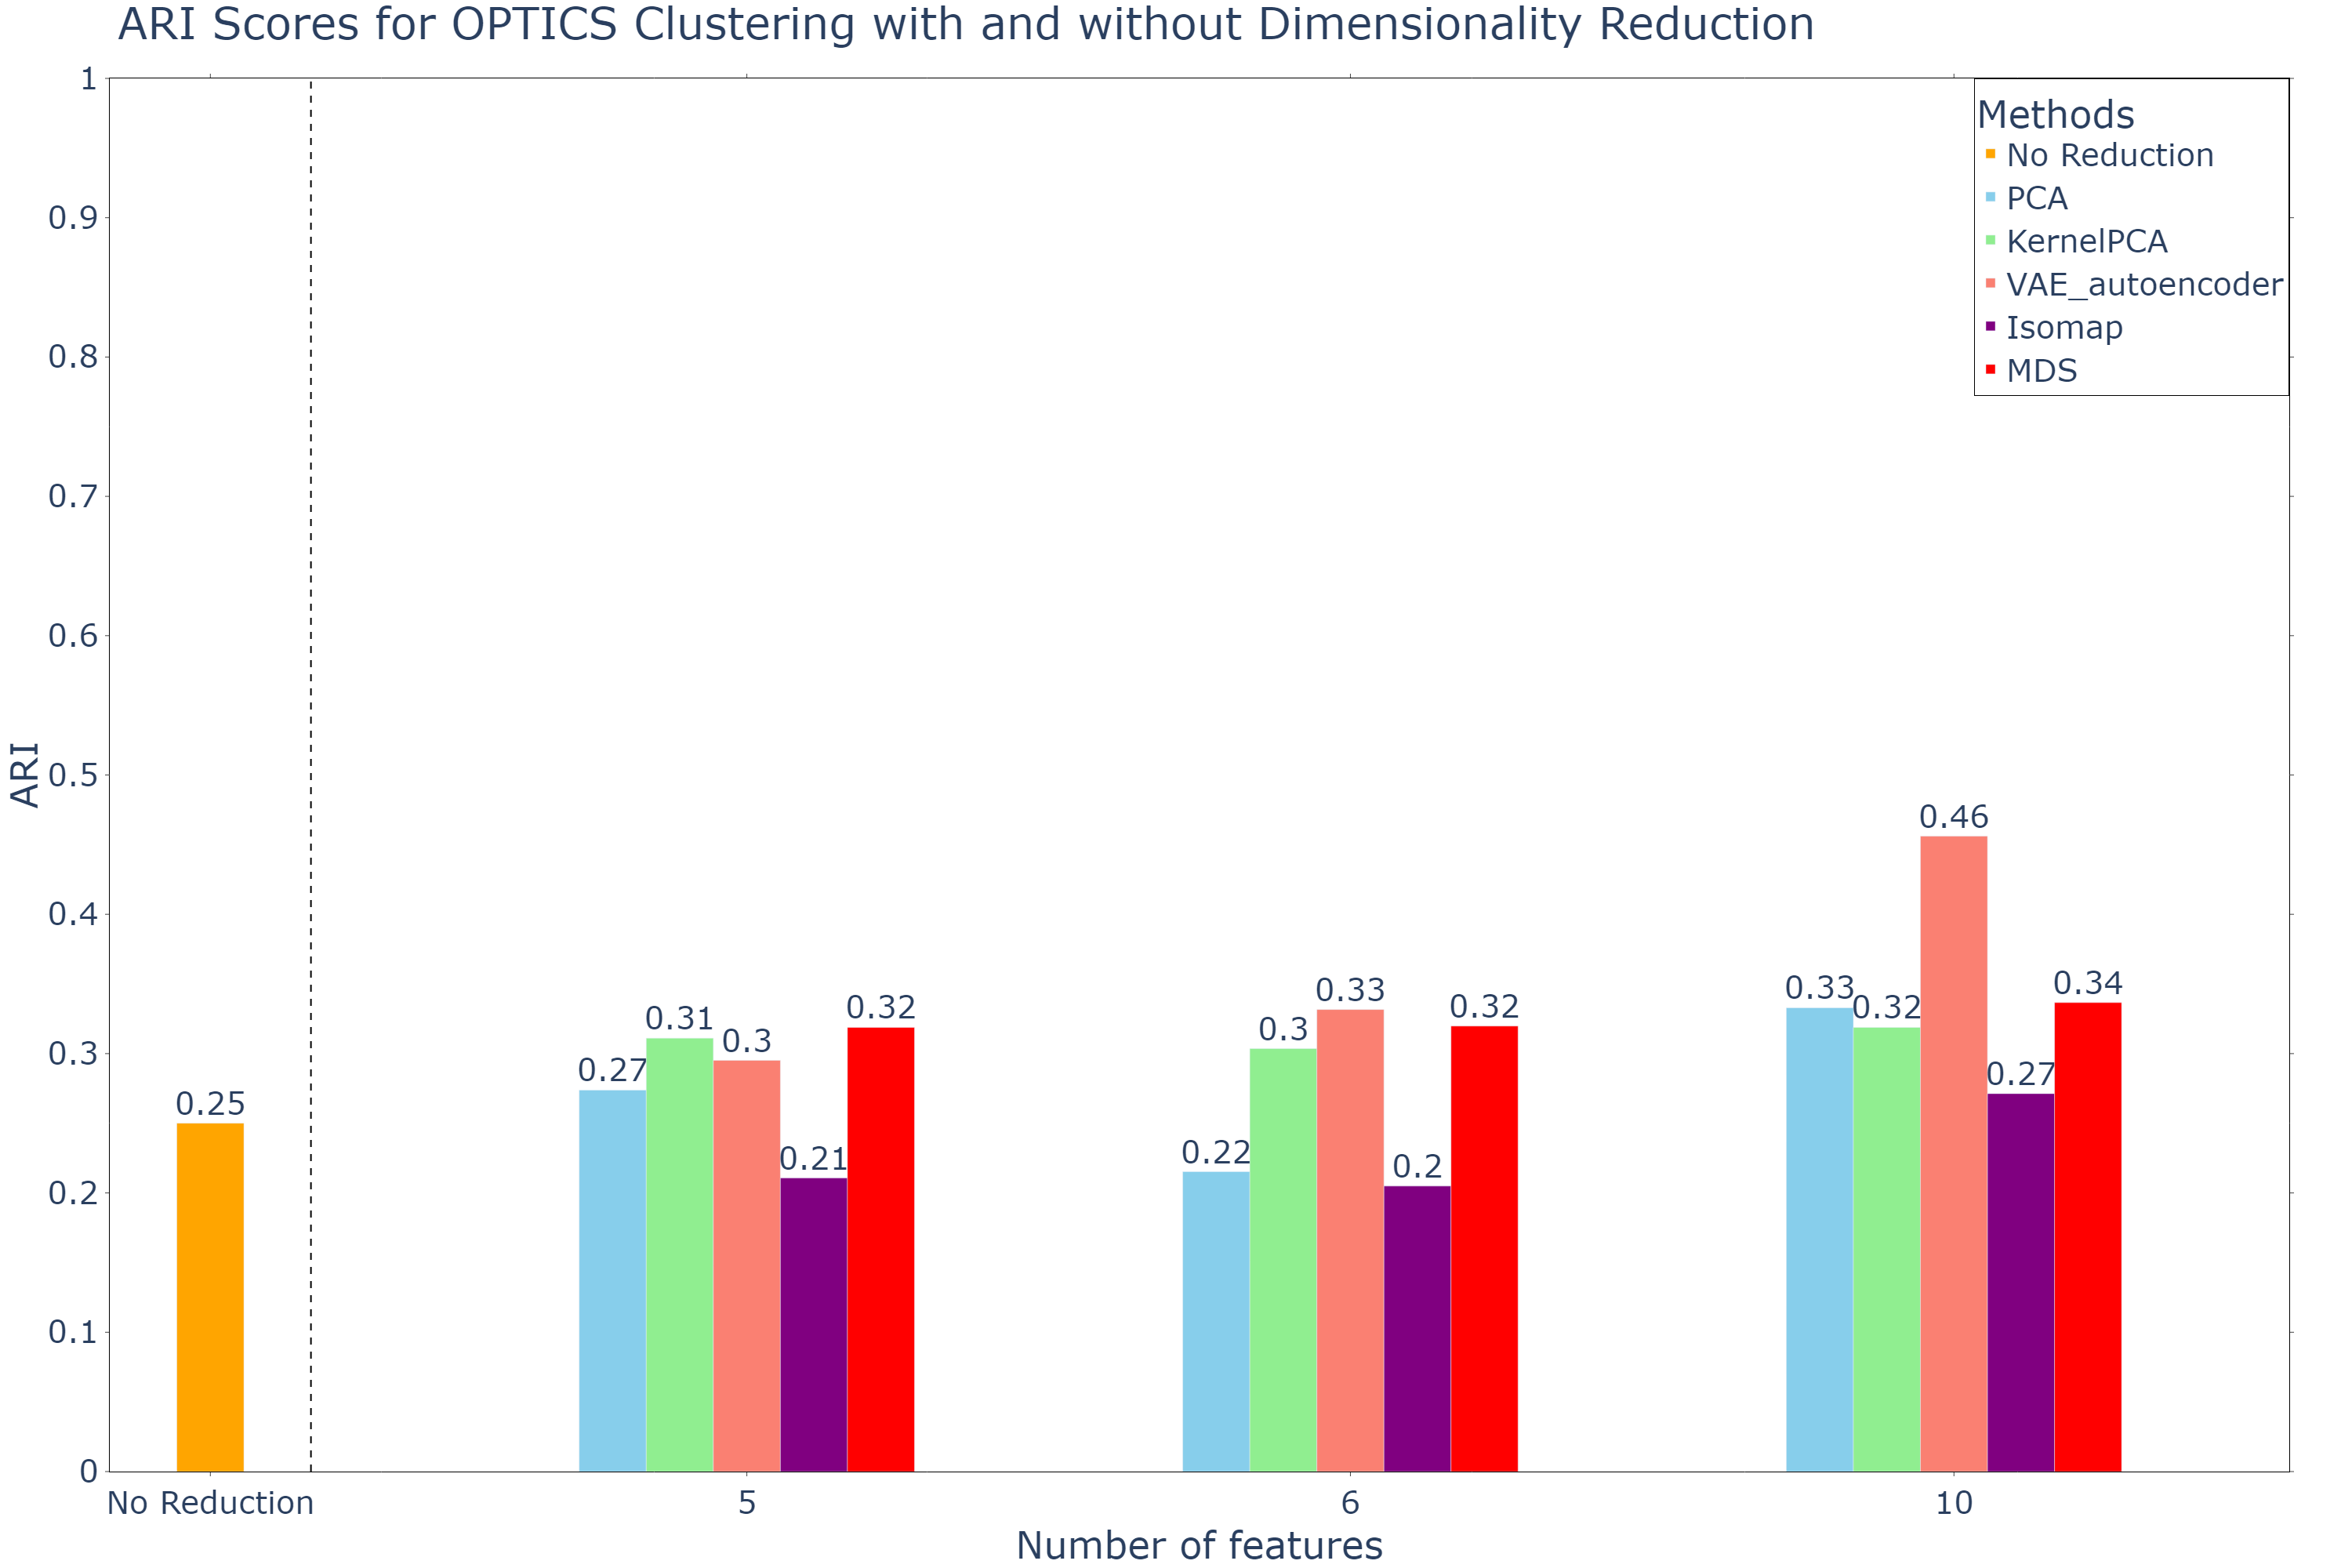 ARI Scores for OPTICS Clustering with and without Dimensionality Reduction
Methods
No Reduction
PCA
KernelPCA
VAE_autoencoder
Isomap
MDS
ARI
1
0.9
0.8
0.7
0.6
0.5
0.4
0.3
0.2
0.1
0
0.25
0.27
0.31
0.3
0.21
0.32
0.22
0.3
0.33
0.2
0.32
0.33
0.32
0.46
0.27
0.34
No Reduction
5
6
10
Number of features